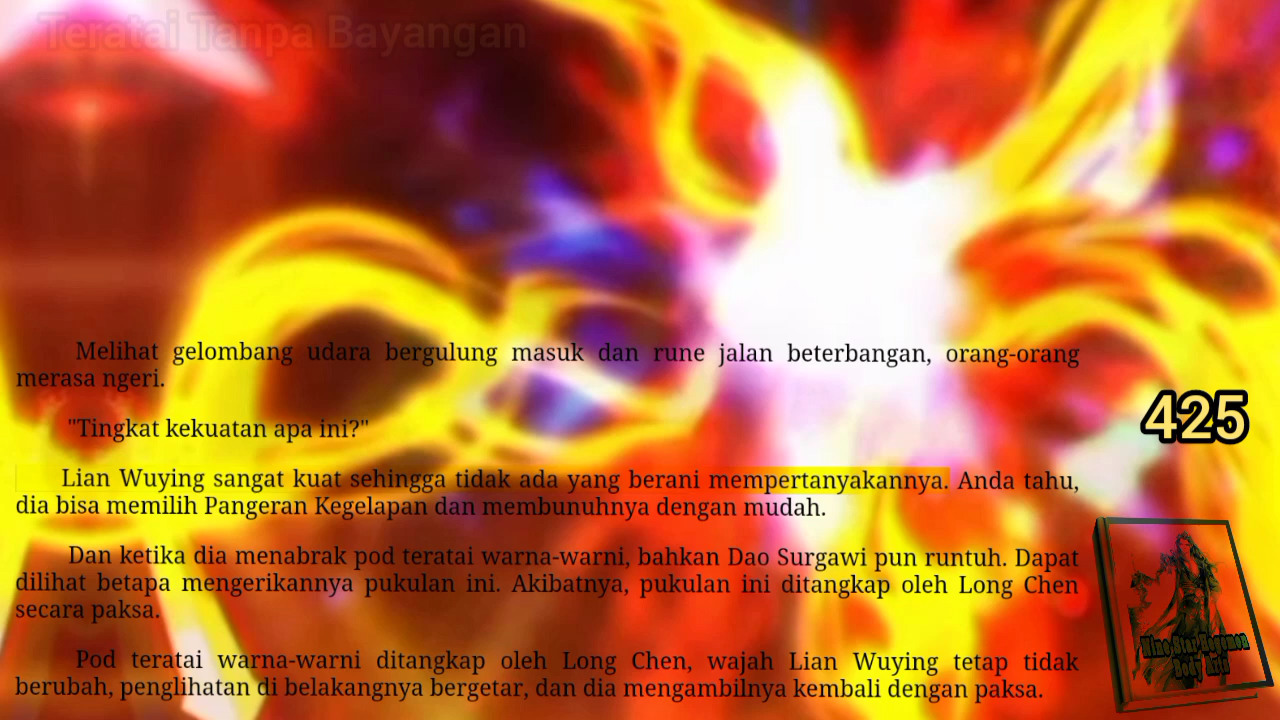 Teratai Tanpa Bayangan
Melihat gelombang udara bergulung masuk dan rune jalan beterbangan, orang-orang
merasa ngeri.
"Tingkat kekuatan apa ini?"
Lian Wuying sangat kuat sehingga tidak ada yang berani mempertanyakannya. Anda tahu,
dia bisa memilih Pangeran Kegelapan dan membunuhnya dengan mudah.
Dan ketika dia menabrak pod teratai warna-warni, bahkan Dao Surgawi pun runtuh. Dapat
dilihat betapa mengerikannya pukulan ini. Akibatnya, pukulan ini ditangkap oleh Long Chen
secara paksa.
Pod teratai warna-warni ditangkap oleh Long Chen, wajah Lian Wuying tetap tidak
berubah, penglihatan di belakangnya bergetar, dan dia mengambilnya kembali dengan paksa.
425
Nine Star
Body Arts